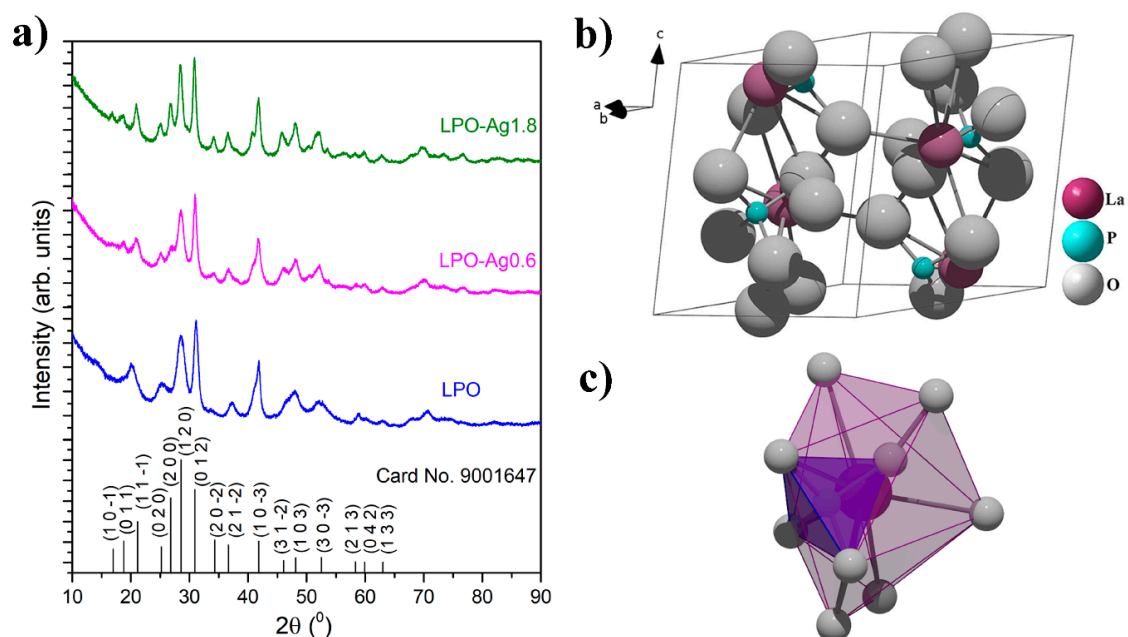 a)
Intensity (arb. units)
LPO-Ag1.8
LPO-Ag0.6
LPO
Card No. 9001647
(1 0 -1)
(0 1 1)
(1 1 -1)
(0 2 0)
(2 0 0)
(1 2 0)
(0 1 2)
(2 0 -2)
(2 1 -2)
(1 0 -3)
(3 1 -2)
(1 0 3)
(3 0 -3)
(2 1 3)
(0 4 2)
(1 3 3)
10 20 30 40 50 60 70 80 90
2θ (⁰)
b)
c
a
b
La
P
O
c)